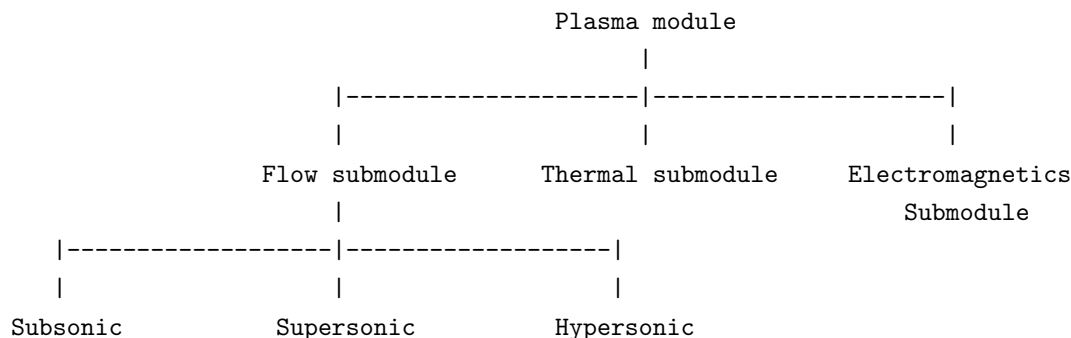 Plasma module
|
|---------------------|---------------------|
| | |
Flow submodule Thermal submodule Electromagnetics
| Submodule
|-------------------|-------------------|
| | |
Subsonic Supersonic Hypersonic